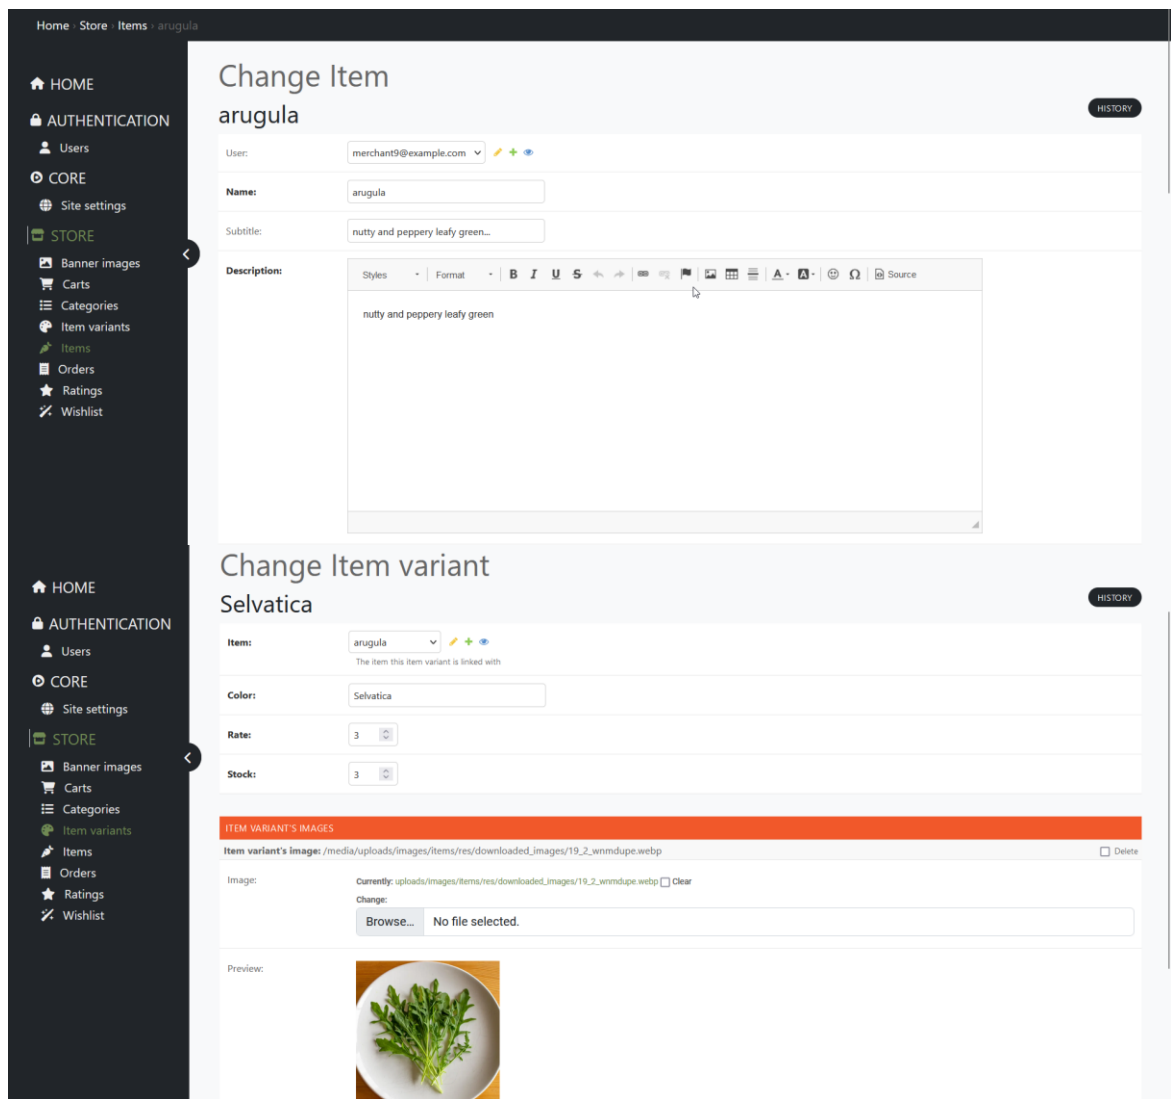 Home › Store › Items › arugula
HOME
AUTHENTICATION
Users
CORE
Site settings
STORE
Banner images
Carts
Categories
Item variants
Items
Orders
Ratings
Wishlist
Change Item
arugula
HISTORY
User: merchant9@example.com
Name: arugula
Subtitle: nutty and peppery leafy green...
Description:
Styles Format B I U S A A Ω Source
nutty and peppery leafy green
HOME
AUTHENTICATION
Users
CORE
Site settings
STORE
Banner images
Carts
Categories
Item variants
Items
Orders
Ratings
Wishlist
Change Item variant
Selvatica
HISTORY
Item: arugula
The item this item variant is linked with
Color: Selvatica
Rate: 3
Stock: 3
ITEM VARIANT'S IMAGES
Item variant's image: /media/uploads/images/items/res/downloaded_images/19_2_wnmdupe.webp Delete
Image: Currently: uploads/images/items/res/downloaded_images/19_2_wnmdupe.webp Clear
Change:
Browse... No file selected.
Preview: